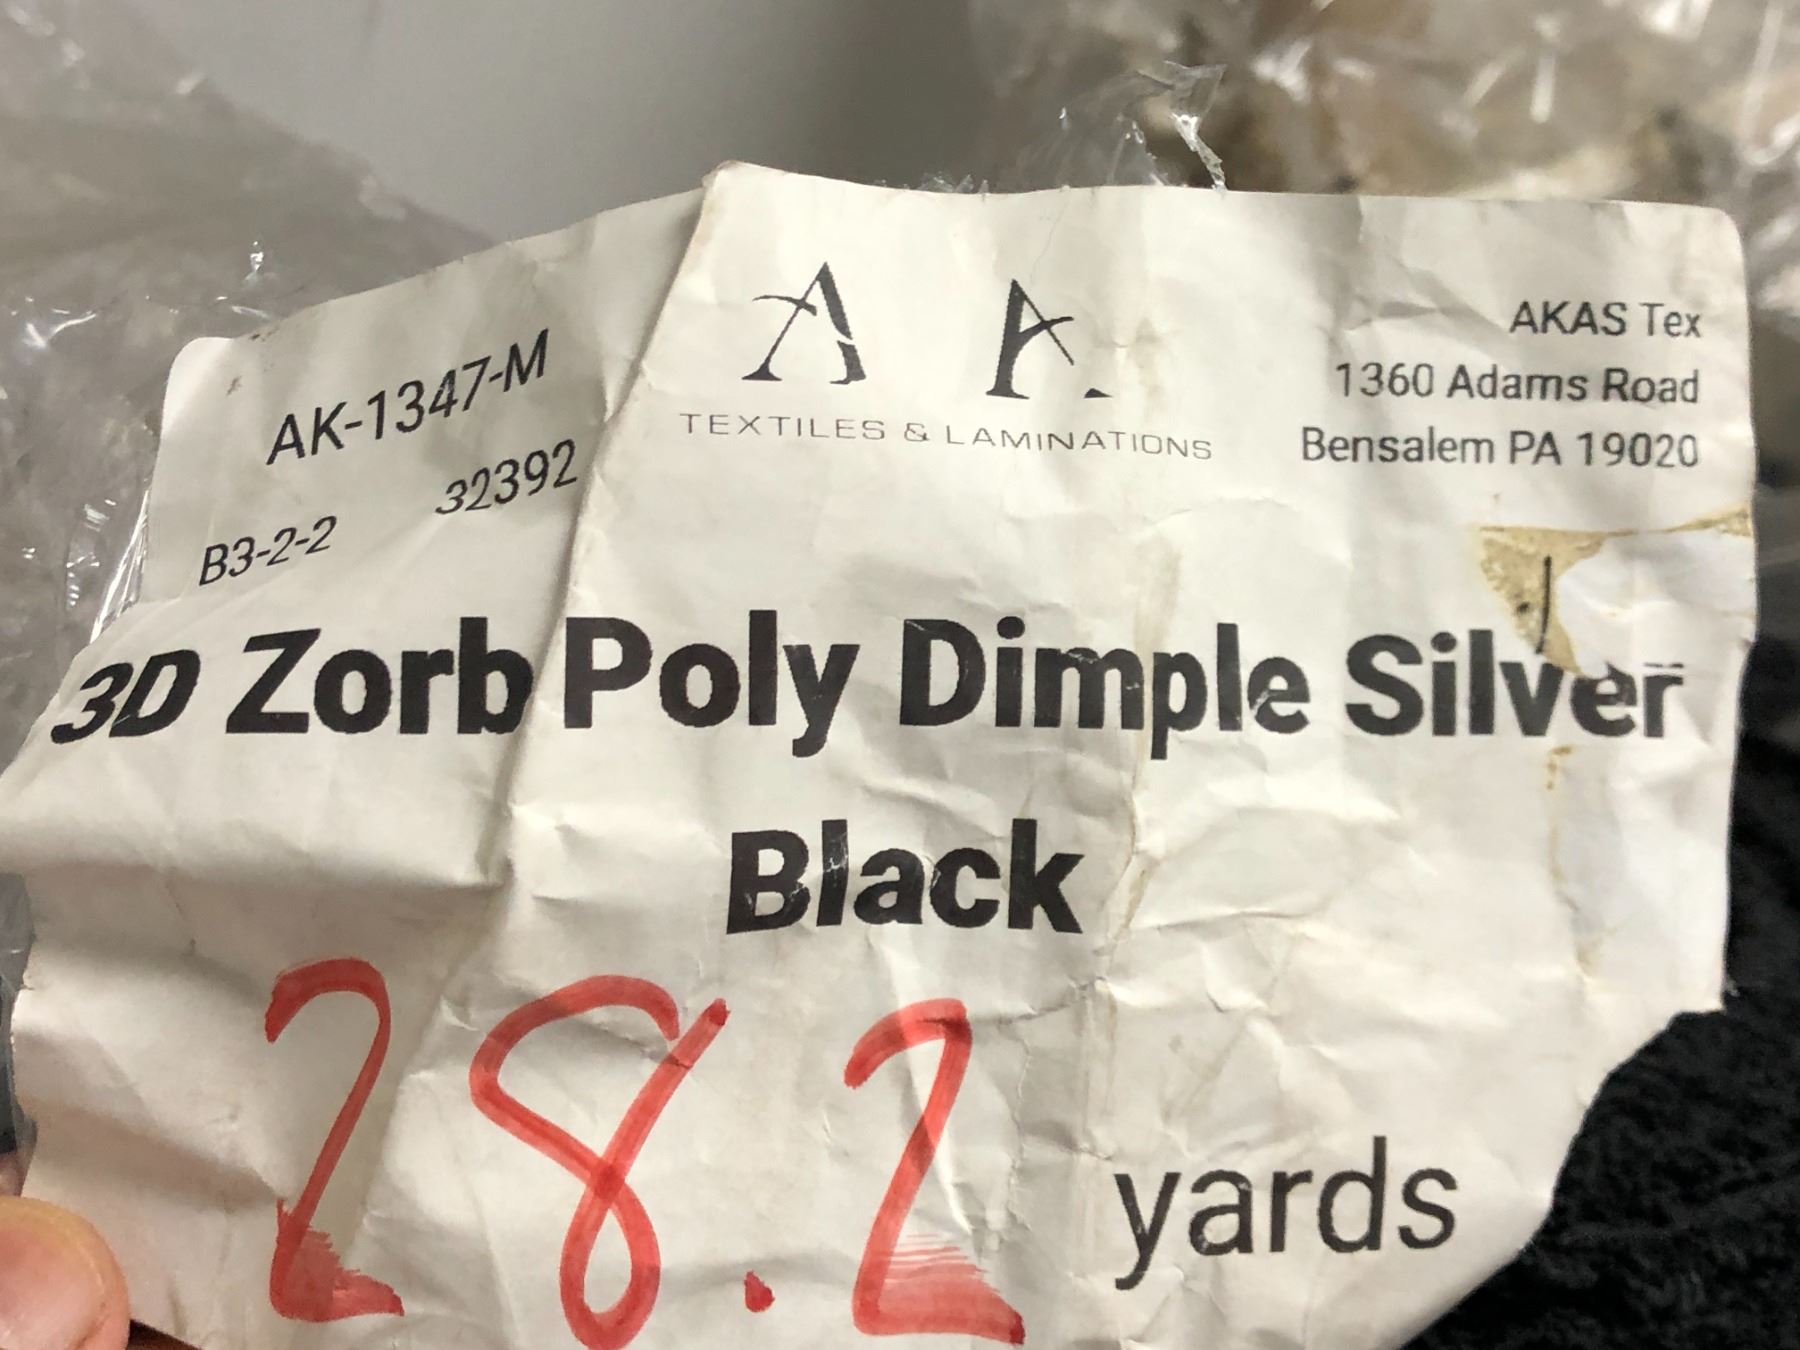 AK-1347-M
32392
B3-2-2
A A
TEXTILES & LAMINATIONS
AKAS Tex
1360 Adams Road
Bensalem PA 19020
3D Zorb Poly Dimple Silver
Black
28.2 yards